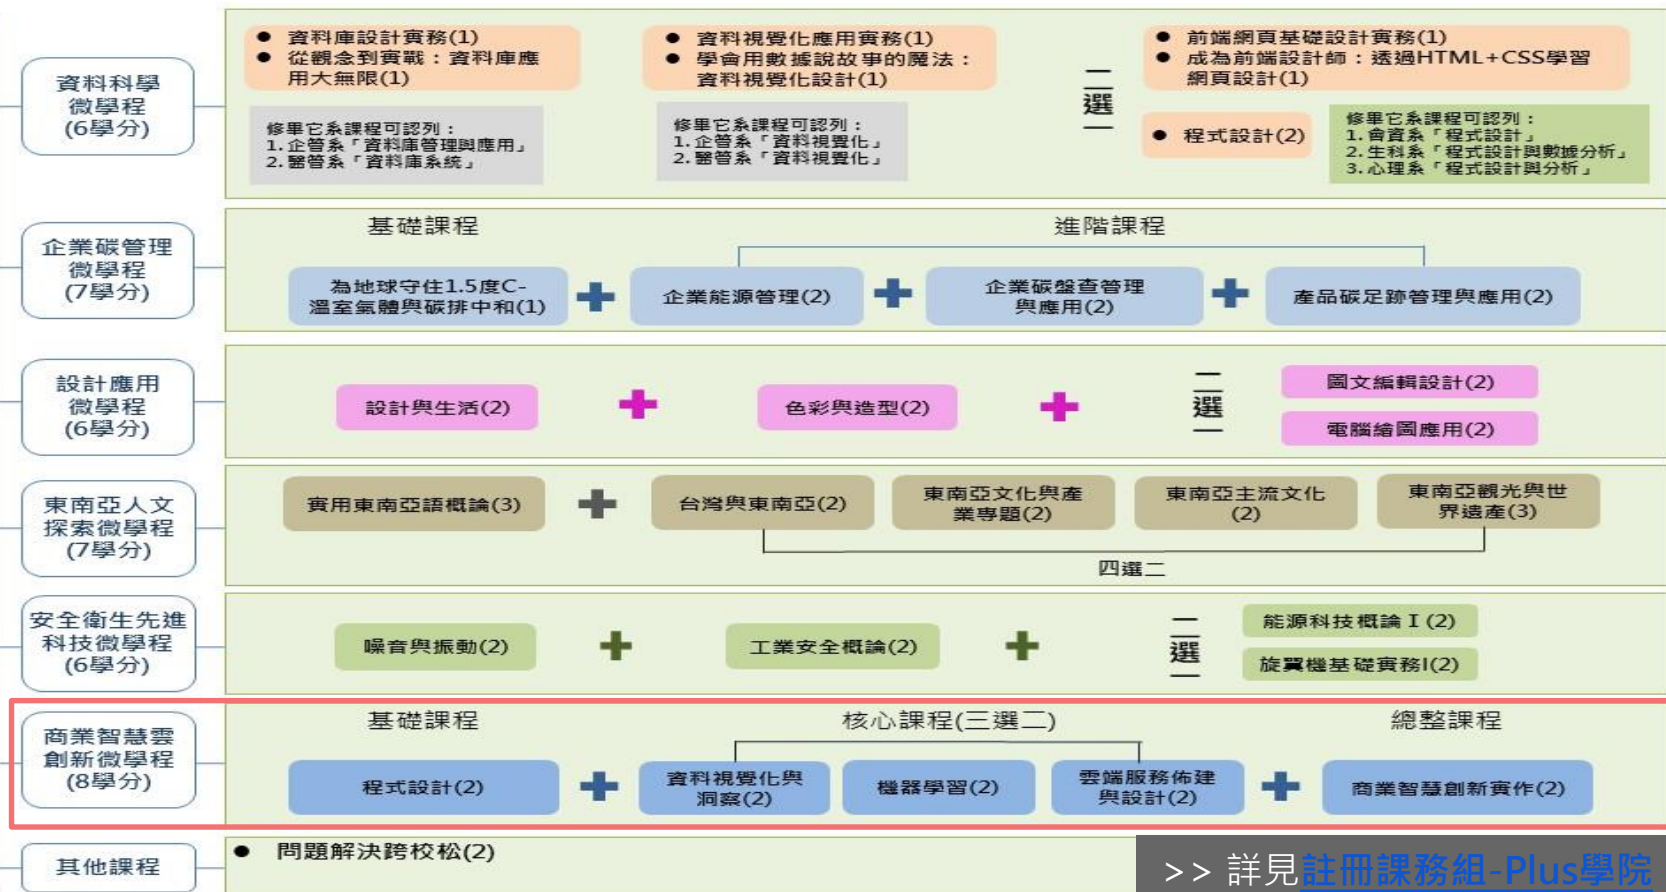 資料科學
微學程
(6學分)
● 資料庫設計實務(1)
● 從觀念到實戰：資料庫應
用大無限(1)
修畢它系課程可認列：
1.企管系「資料庫管理與應用」
2.醫管系「資料庫系統」
● 資料視覺化應用實務(1)
● 學會用數據說故事的魔法：
資料視覺化設計(1)
修畢它系課程可認列：
1.企管系「資料視覺化」
2.醫管系「資料視覺化」
二
選
一
● 前端網頁基礎設計實務(1)
● 成為前端設計師：透過HTML+CSS學習
網頁設計(1)
● 程式設計(2)
修畢它系課程可認列：
1.會資系「程式設計」
2.生科系「程式設計與數據分析」
3.心理系「程式設計與分析」
企業碳管理
微學程
(7學分)
基礎課程
進階課程
為地球守住1.5度C-
溫室氣體與碳排中和(1)
企業能源管理(2)
企業碳盤查管理
與應用(2)
產品碳足跡管理與應用(2)
設計應用
微學程
(6學分)
設計與生活(2)
色彩與造型(2)
二
選
一
圖文編輯設計(2)
電腦繪圖應用(2)
東南亞人文
探索微學程
(7學分)
實用東南亞語概論(3)
台灣與東南亞(2)
東南亞文化與產
業專題(2)
東南亞主流文化
(2)
東南亞觀光與世
界遺產(3)
四選二
安全衛生先進
科技微學程
(6學分)
噪音與振動(2)
工業安全概論(2)
二
選
一
能源科技概論Ｉ(2)
旋翼機基礎實務I(2)
商業智慧雲
創新微學程
(8學分)
基礎課程
核心課程(三選二)
總整課程
程式設計(2)
資料視覺化與
洞察(2)
機器學習(2)
雲端服務佈建
與設計(2)
商業智慧創新實作(2)
其他課程
● 問題解決跨校松(2)
>> 詳見註冊課務組-Plus學院